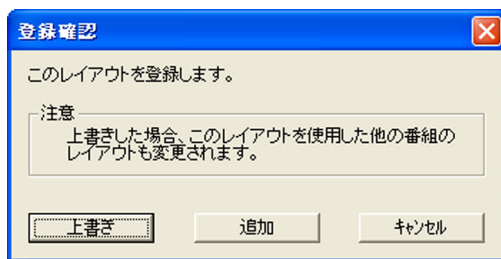 登録確認
このレイアウトを登録します。
注意
上書きした場合、このレイアウトを使用した他の番組の
レイアウトも変更されます。
上書き
追加
ｷｬﾝｾﾙ